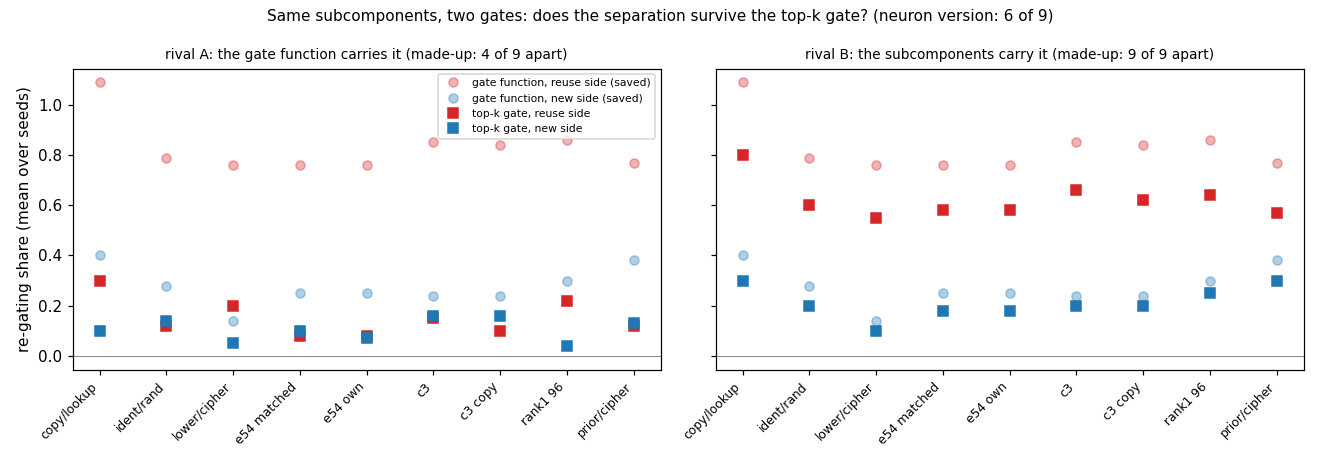 Same subcomponents, two gates: does the separation survive the top-k gate? (neuron version: 6 of 9)
rival A: the gate function carries it (made-up: 4 of 9 apart)
re-gating share (mean over seeds)
1.0
0.8
0.6
0.4
0.2
0.0
gate function, reuse side (saved)
gate function, new side (saved)
top-k gate, reuse side
top-k gate, new side
copy/lookup
ident/rand
lower/cipher
e54 matched
e54 own
c3
c3 copy
rank1 96
prior/cipher
rival B: the subcomponents carry it (made-up: 9 of 9 apart)
copy/lookup
ident/rand
lower/cipher
e54 matched
e54 own
c3
c3 copy
rank1 96
prior/cipher